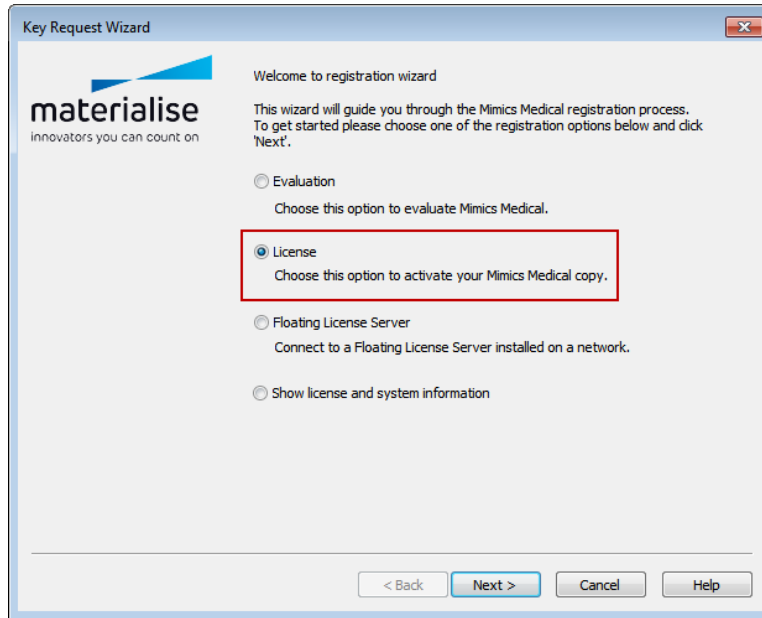 Key Request Wizard
materialise
innovators you can count on
Welcome to registration wizard
This wizard will guide you through the Mimics Medical registration process.
To get started please choose one of the registration options below and click
'Next'.
Evaluation
Choose this option to evaluate Mimics Medical.
License
Choose this option to activate your Mimics Medical copy.
Floating License Server
Connect to a Floating License Server installed on a network.
Show license and system information
< Back Next > Cancel Help